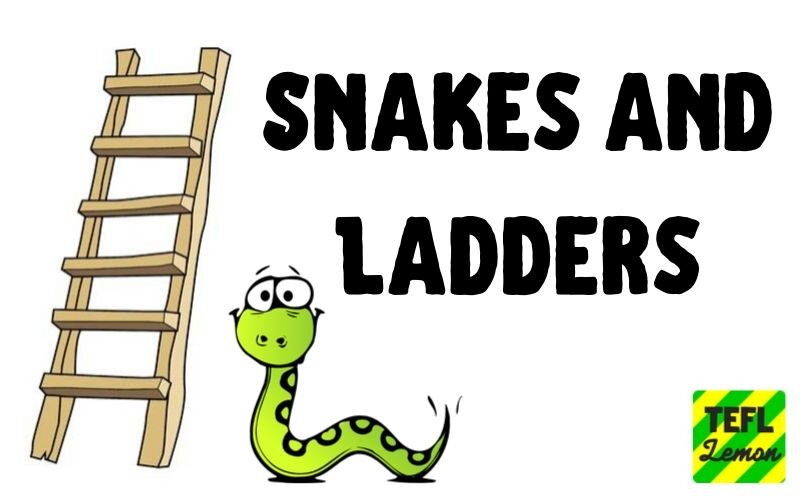 SNAKES AND
LADDERS
TEFL
Lemon